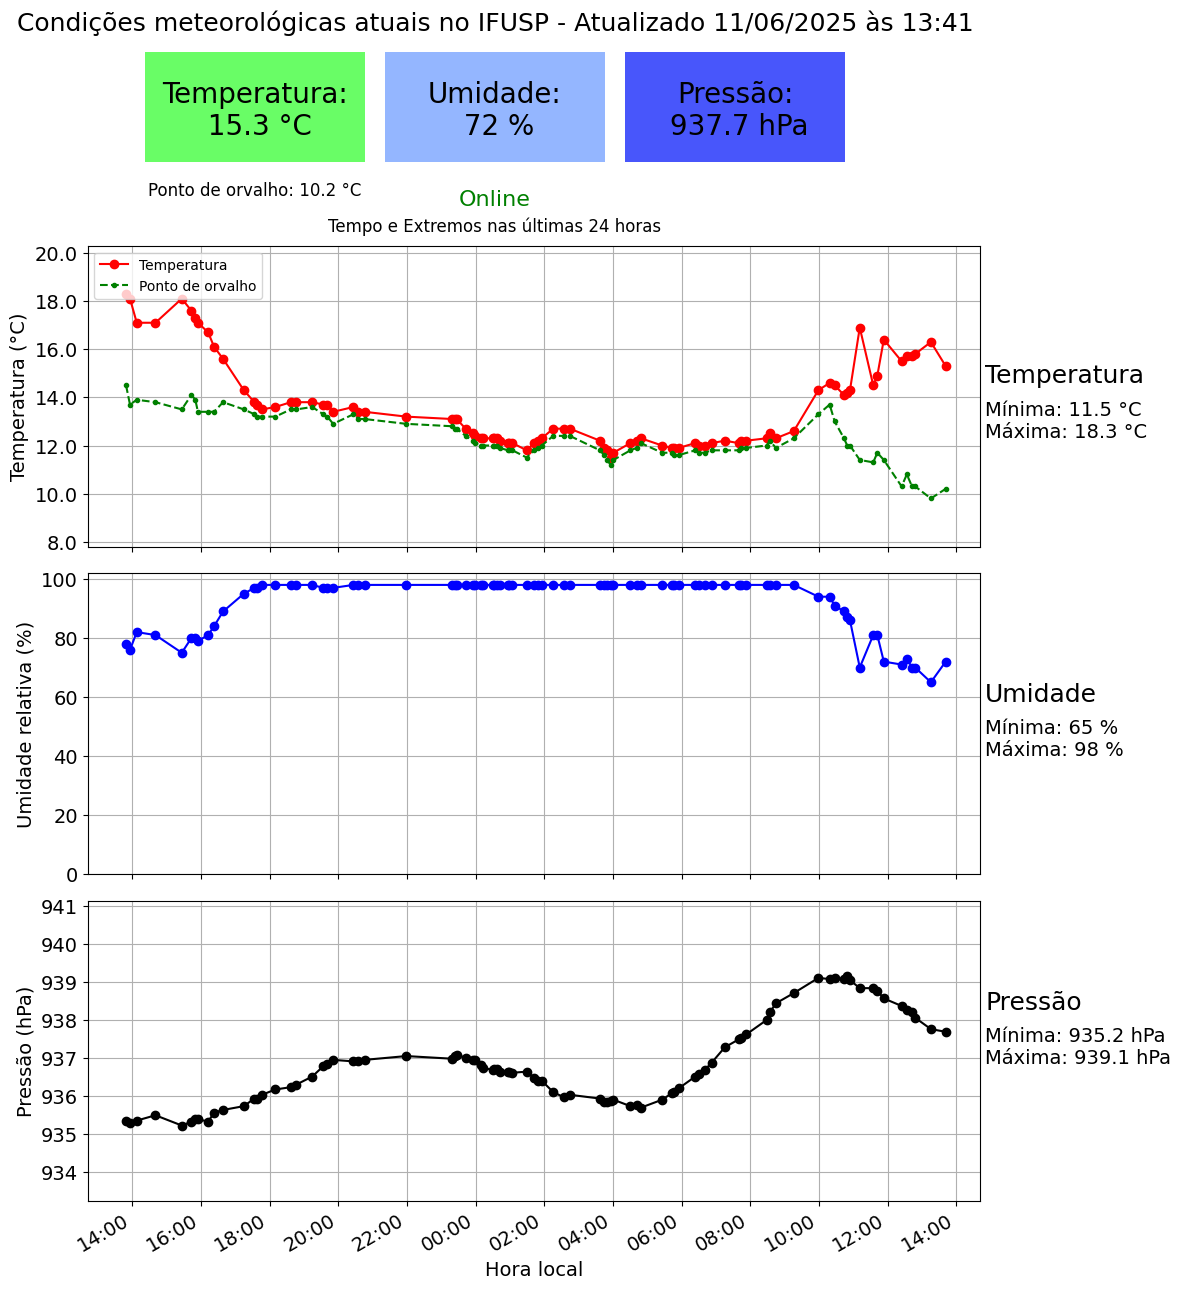 Condições meteorológicas atuais no IFUSP - Atualizado 11/06/2025 às 13:41
Temperatura:
15.3 °C
Umidade:
72 %
Pressão:
937.7 hPa
Ponto de orvalho: 10.2 °C
Online
Tempo e Extremos nas últimas 24 horas
Temperatura (°C)
20.0
18.0
16.0
14.0
12.0
10.0
8.0
Temperatura
Ponto de orvalho
Temperatura
Mínima: 11.5 °C
Máxima: 18.3 °C
Umidade relativa (%)
100
80
60
40
20
0
Umidade
Mínima: 65 %
Máxima: 98 %
Pressão (hPa)
941
940
939
938
937
936
935
934
Pressão
Mínima: 935.2 hPa
Máxima: 939.1 hPa
14:00
16:00
18:00
20:00
22:00
00:00
02:00
04:00
06:00
08:00
10:00
12:00
14:00
Hora local